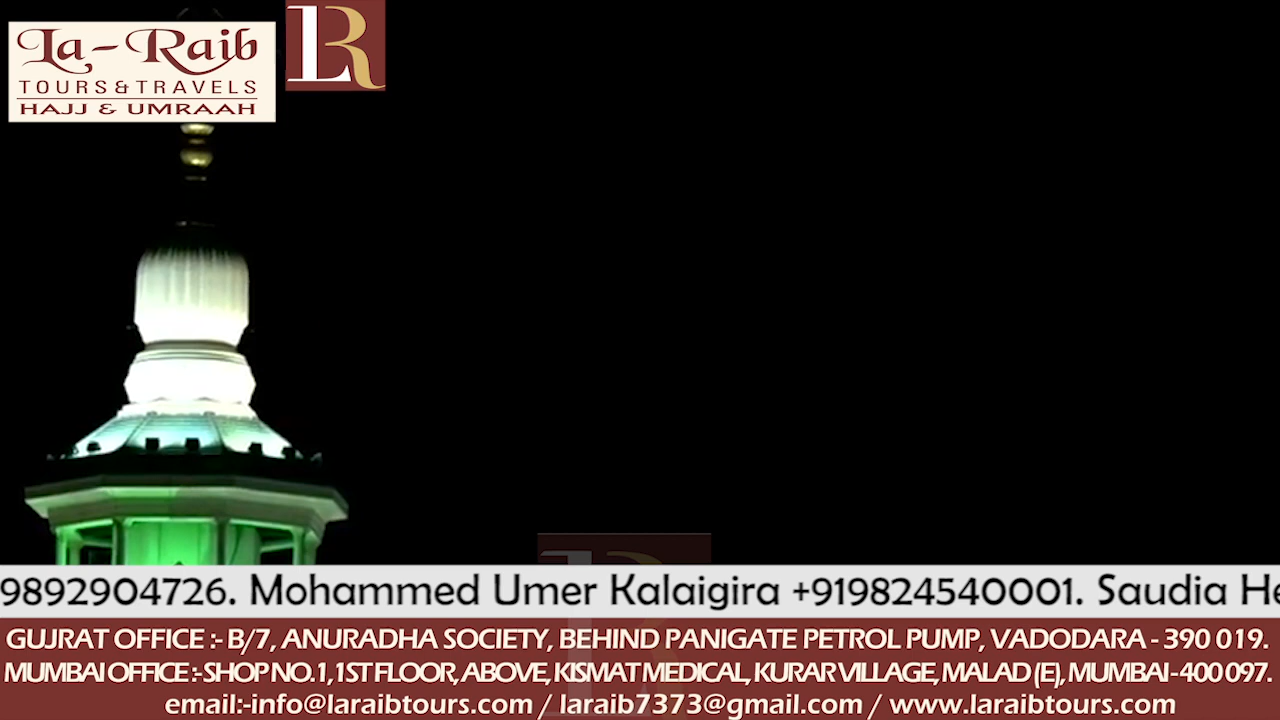 La-Raib
TOURS & TRAVELS
HAJJ & UMRAAH
LR
9892904726. Mohammed Umer Kalaigira +919824540001. Saudia He
GUJRAT OFFICE :- B/7, ANURADHA SOCIETY, BEHIND PANIGATE PETROL PUMP, VADODARA - 390 019.
MUMBAI OFFICE :- SHOP NO. 1, 1ST FLOOR, ABOVE, KISMAT MEDICAL, KURAR VILLAGE, MALAD (E), MUMBAI - 400 097.
email:-info@laraibtours.com / laraib7373@gmail.com / www.laraibtours.com